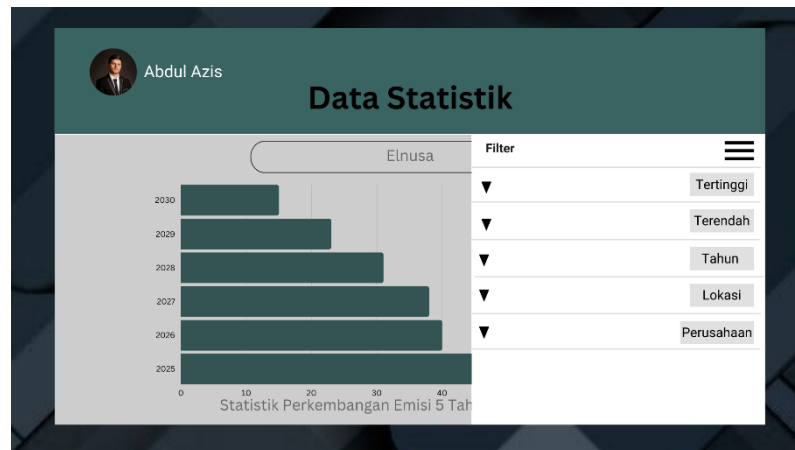 Abdul Azis
Data Statistik
Elnusa
Filter
Tertinggi
Terendah
Tahun
Lokasi
Perusahaan
2030
2029
2028
2027
2026
2025
0 10 20 30 40
Statistik Perkembangan Emisi 5 Tah